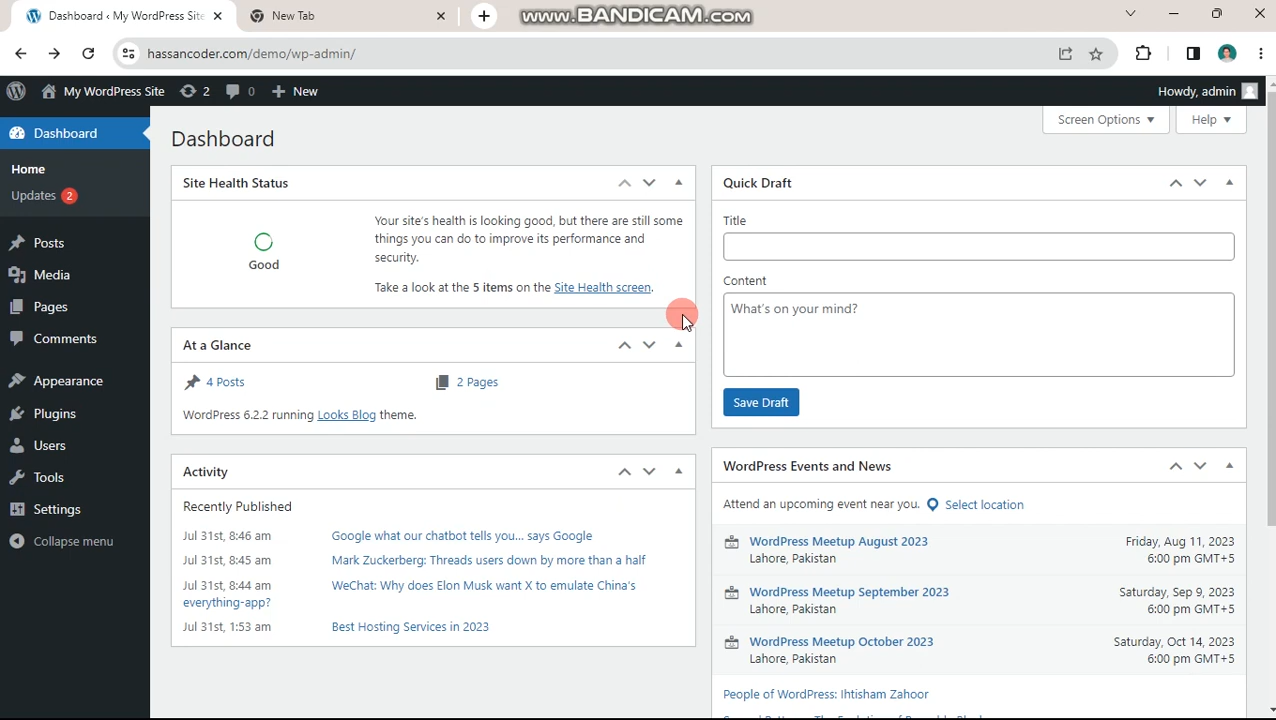 Dashboard ‹ My WordPress Site
New Tab
www.BANDICAM.com
hassancoder.com/demo/wp-admin/
My WordPress Site
2
0
New
Howdy, admin
Dashboard
Home
Updates 2
Posts
Media
Pages
Comments
Appearance
Plugins
Users
Tools
Settings
Collapse menu
Screen Options
Help
Dashboard
Site Health Status
Good
Your site's health is looking good, but there are still some
things you can do to improve its performance and
security.
Take a look at the 5 items on the Site Health screen.
At a Glance
4 Posts
2 Pages
WordPress 6.2.2 running Looks Blog theme.
Activity
Recently Published
Jul 31st, 8:46 am Google what our chatbot tells you... says Google
Jul 31st, 8:45 am Mark Zuckerberg: Threads users down by more than a half
Jul 31st, 8:44 am WeChat: Why does Elon Musk want X to emulate China's
everything-app?
Jul 31st, 1:53 am Best Hosting Services in 2023
Quick Draft
Title
Content
What's on your mind?
Save Draft
WordPress Events and News
Attend an upcoming event near you. Select location
WordPress Meetup August 2023 Friday, Aug 11, 2023
Lahore, Pakistan 6:00 pm GMT+5
WordPress Meetup September 2023 Saturday, Sep 9, 2023
Lahore, Pakistan 6:00 pm GMT+5
WordPress Meetup October 2023 Saturday, Oct 14, 2023
Lahore, Pakistan 6:00 pm GMT+5
People of WordPress: Ihtisham Zahoor